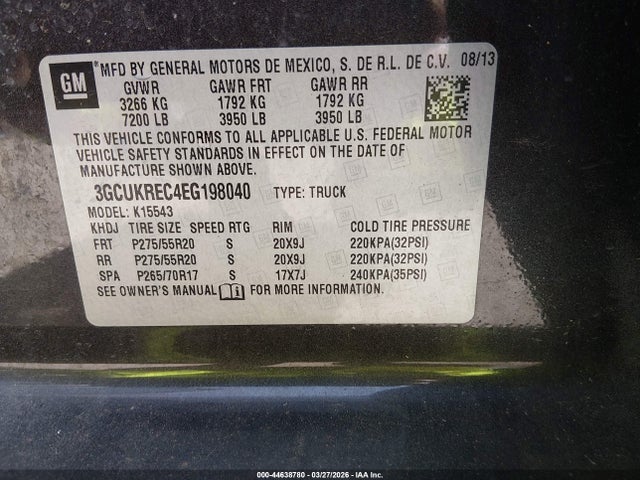 GM
*MFD BY GENERAL MOTORS DE MEXICO, S. DE R.L. DE C.V. 08/13
GVWR GAWR FRT GAWR RR
3266 KG 1792 KG 1792 KG
7200 LB 3950 LB 3950 LB
THIS VEHICLE CONFORMS TO ALL APPLICABLE U.S. FEDERAL MOTOR
VEHICLE SAFETY STANDARDS IN EFFECT ON THE DATE OF
MANUFACTURE SHOWN ABOVE.
3GCUKREC4EG198040 TYPE: TRUCK
MODEL: K15543
KHDJ TIRE SIZE SPEED RTG RIM COLD TIRE PRESSURE
FRT P275/55R20 S 20X9J 220KPA(32PSI)
RR P275/55R20 S 20X9J 220KPA(32PSI)
SPA P265/70R17 S 17X7J 240KPA(35PSI)
SEE OWNER'S MANUAL FOR MORE INFORMATION.
000-44638780 — 03/27/2026 — IAA Inc.